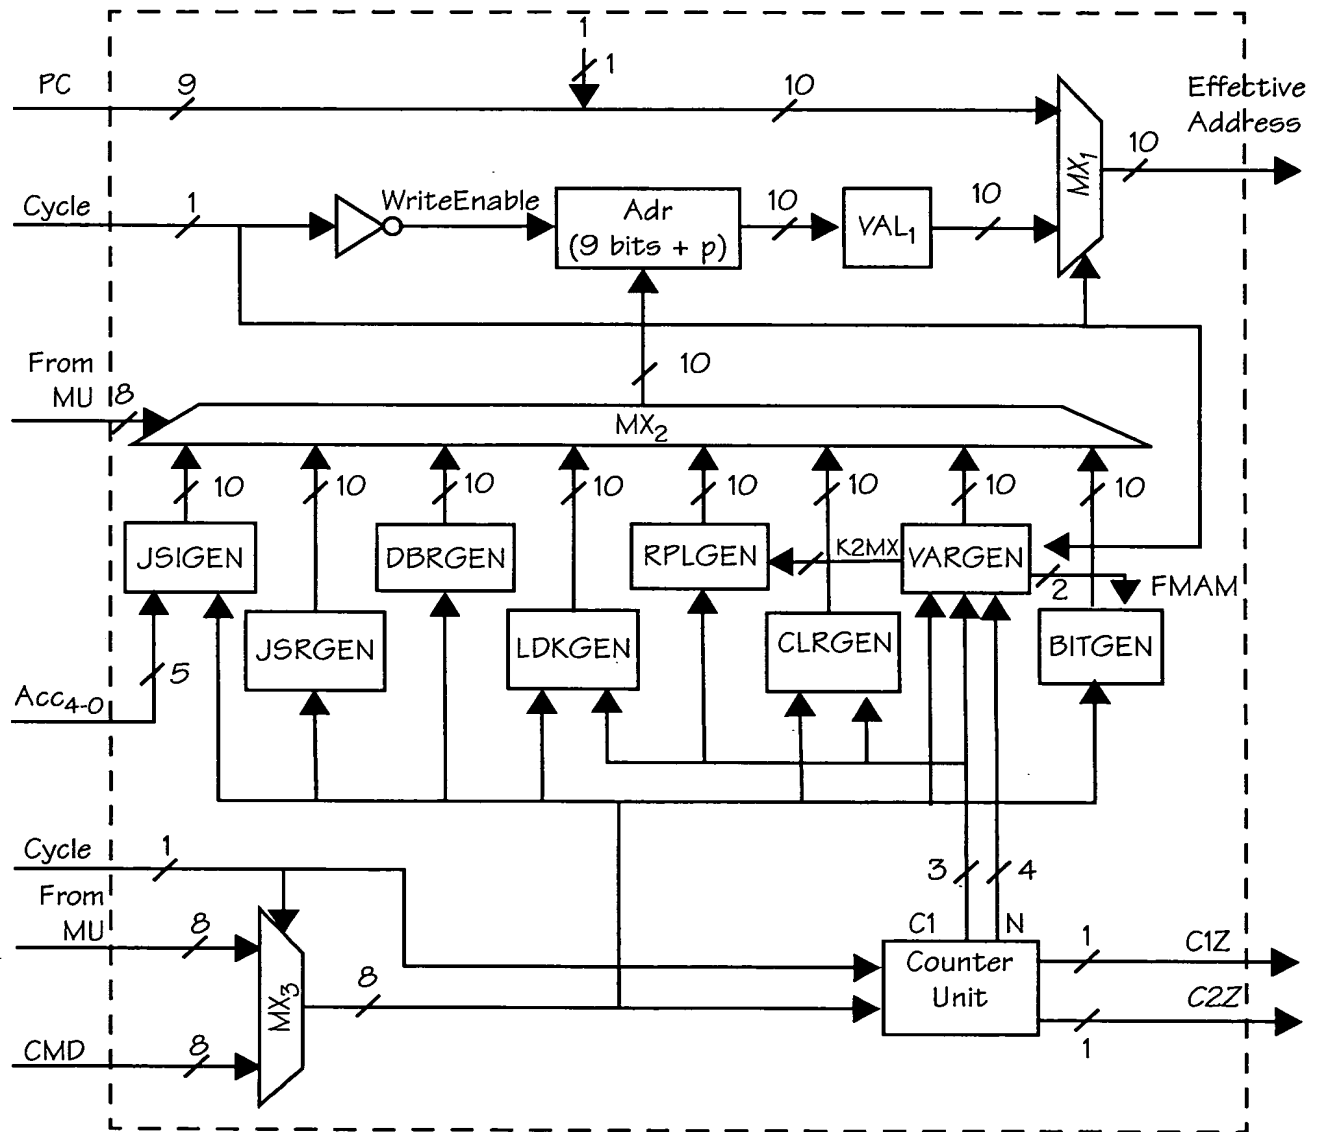 1
PC
9
1
10
Effective
Address
MX1
10
Cycle
1
WriteEnable
Adr
(9 bits + p)
10
VAL1
10
From
MU
8
10
MX2
10
10
10
10
10
10
10
10
JSIGEN
DBRGEN
RPLGEN
K2MX
VARGEN
2
FMAM
JSRGEN
LDKGEN
CLRGEN
BITGEN
5
Acc4-0
Cycle
1
3
4
From
MU
8
C1
N
1
C1Z
MX3
8
Counter
Unit
C2Z
CMD
8
1